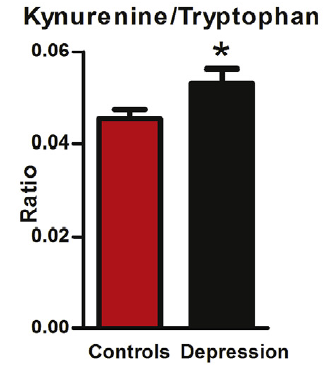 Kynurenine/Tryptophan
0.06
*
0.04
Ratio
0.02
0.00
Controls Depression